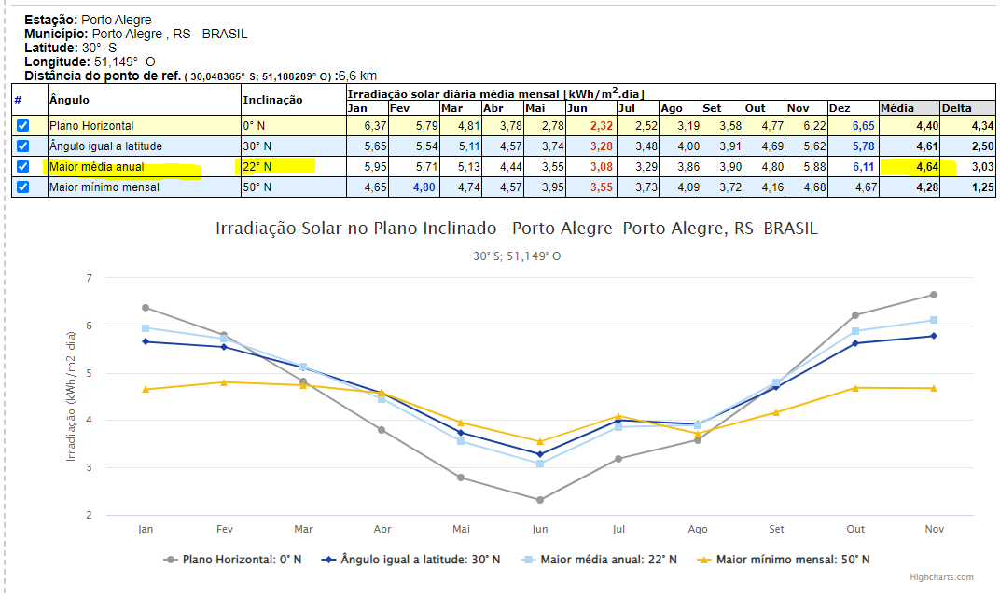 Estação: Porto Alegre
Município: Porto Alegre , RS - BRASIL
Latitude: 30° S
Longitude: 51,149° O
Distância do ponto de ref. ( 30,048365° S; 51,188289° O) :6,6 km
# Ângulo Inclinação Irradiação solar diária média mensal [kWh/m².dia]
Jan Fev Mar Abr Mai Jun Jul Ago Set Out Nov Dez Média Delta
Plano Horizontal 0° N 6,37 5,79 4,81 3,78 2,78 2,32 2,52 3,19 3,58 4,77 6,22 6,65 4,40 4,34
Ângulo igual a latitude 30° N 5,65 5,54 5,11 4,57 3,74 3,28 3,48 4,00 3,91 4,69 5,62 5,78 4,61 2,50
Maior média anual 22° N 5,95 5,71 5,13 4,44 3,55 3,08 3,29 3,86 3,90 4,80 5,88 6,11 4,64 3,03
Maior mínimo mensal 50° N 4,65 4,80 4,74 4,57 3,95 3,55 3,73 4,09 3,72 4,16 4,68 4,67 4,28 1,25
Irradiação Solar no Plano Inclinado -Porto Alegre-Porto Alegre, RS-BRASIL
30° S; 51,149° O
Irradiação (kWh/m2.dia)
7
6
5
4
3
2
Jan Fev Mar Abr Mai Jun Jul Ago Set Out Nov
Plano Horizontal: 0° N Ângulo igual a latitude: 30° N Maior média anual: 22° N Maior mínimo mensal: 50° N
Highcharts.com